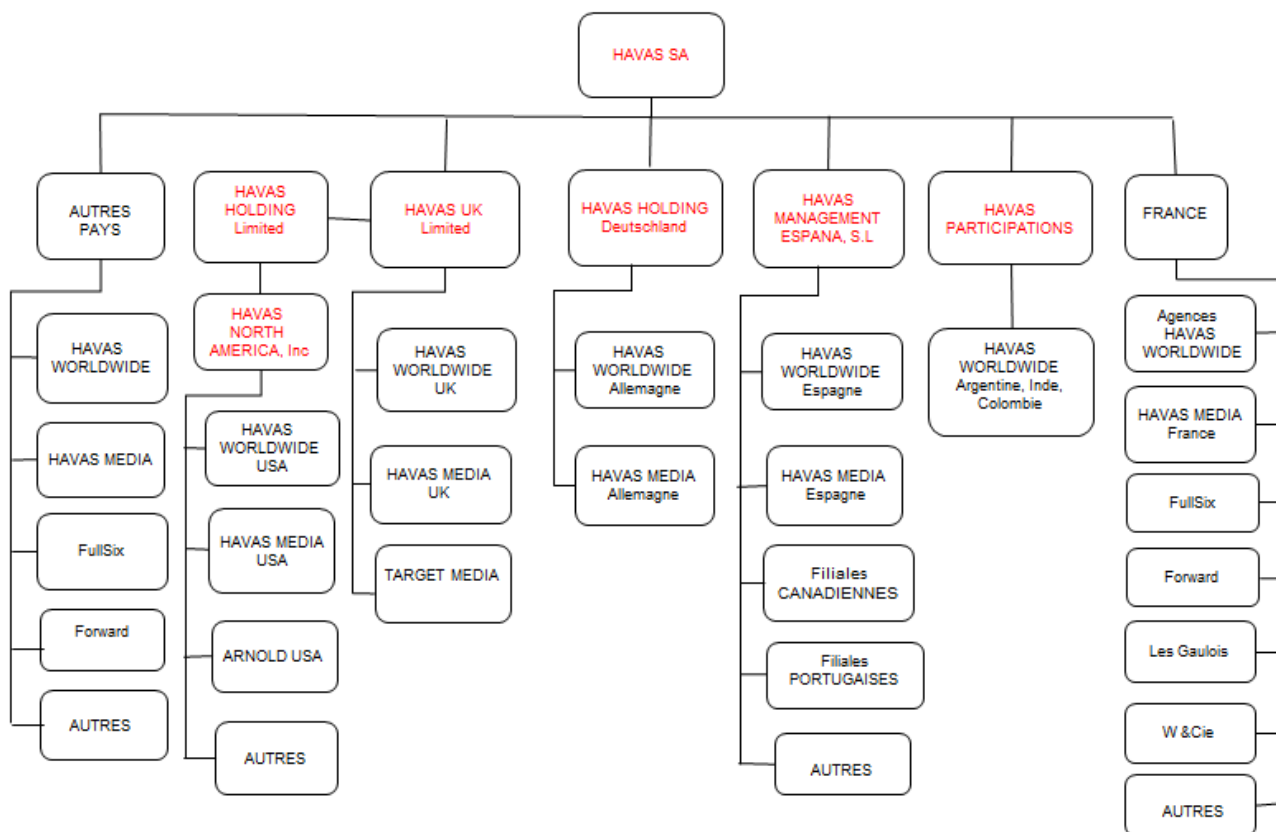 HAVAS SA
AUTRES
PAYS
HAVAS
HOLDING
Limited
HAVAS UK
Limited
HAVAS HOLDING
Deutschland
HAVAS
MANAGEMENT
ESPANA, S.L
HAVAS
PARTICIPATIONS
FRANCE
HAVAS
WORLDWIDE
HAVAS MEDIA
FullSix
Forward
AUTRES
HAVAS
NORTH
AMERICA, Inc
HAVAS
WORLDWIDE
USA
HAVAS MEDIA
USA
ARNOLD USA
AUTRES
HAVAS
WORLDWIDE
UK
HAVAS MEDIA
UK
TARGET MEDIA
HAVAS
WORLDWIDE
Allemagne
HAVAS MEDIA
Allemagne
HAVAS
WORLDWIDE
Espagne
HAVAS MEDIA
Espagne
Filiales
CANADIENNES
Filiales
PORTUGAISES
AUTRES
HAVAS
WORLDWIDE
Argentine, Inde,
Colombie
Agences
HAVAS
WORLDWIDE
HAVAS MEDIA
France
FullSix
Forward
Les Gaulois
W &Cie
AUTRES